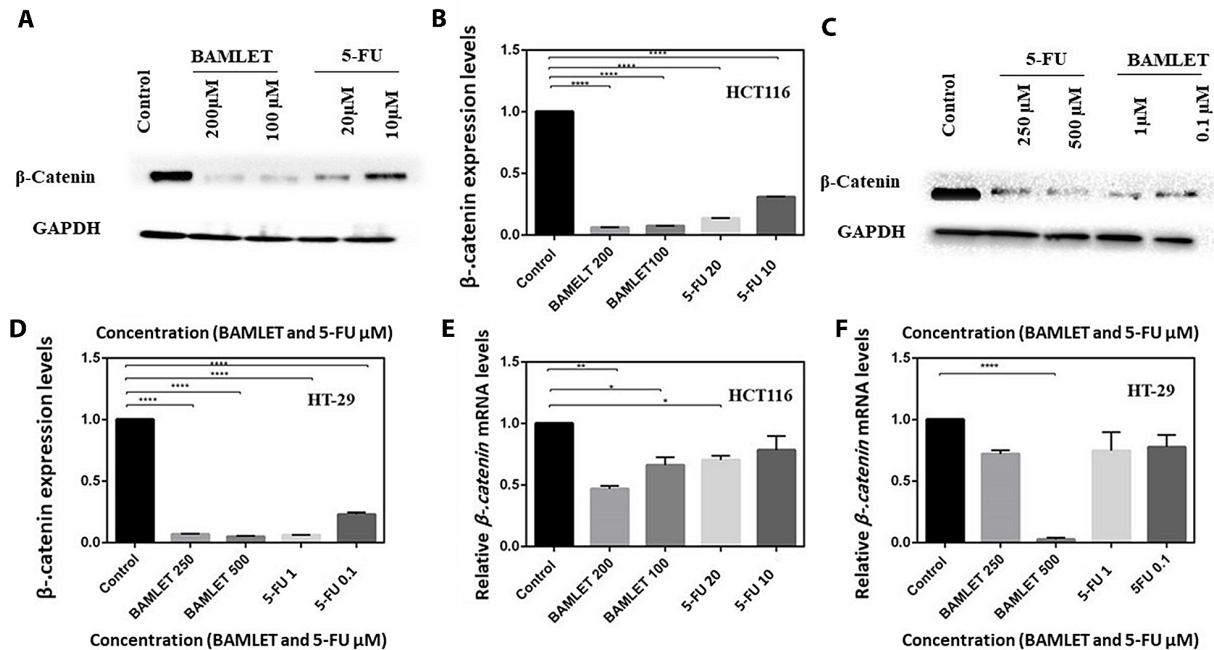 A
BAMLET
5-FU
Control
200µM
100 µM
20µM
10µM
β-Catenin
GAPDH
B
β-.catenin expression levels
1.5
1.0
0.5
0.0
****
****
****
****
HCT116
Control
BAMELT 200
BAMLET100
5-FU 20
5-FU 10
C
5-FU
BAMLET
Control
250 µM
500 µM
1µM
0.1 µM
β-Catenin
GAPDH
D
Concentration (BAMLET and 5-FU µM)
β-.catenin expression levels
1.5
1.0
0.5
0.0
****
****
****
****
HT-29
Control
BAMLET 250
BAMLET 500
5-FU 1
5-FU 0.1
Concentration (BAMLET and 5-FU µM)
E
Relative β-.catenin mRNA levels
1.5
1.0
0.5
0.0
**
*
*
HCT116
Control
BAMLET 200
BAMLET 100
5-FU 20
5-FU 10
F
Concentration (BAMLET and 5-FU µM)
Relative β-.catenin mRNA levels
1.5
1.0
0.5
0.0
****
HT-29
Control
BAMLET 250
BAMLET 500
5-FU 1
5FU 0.1
Concentration (BAMLET and 5-FU µM)